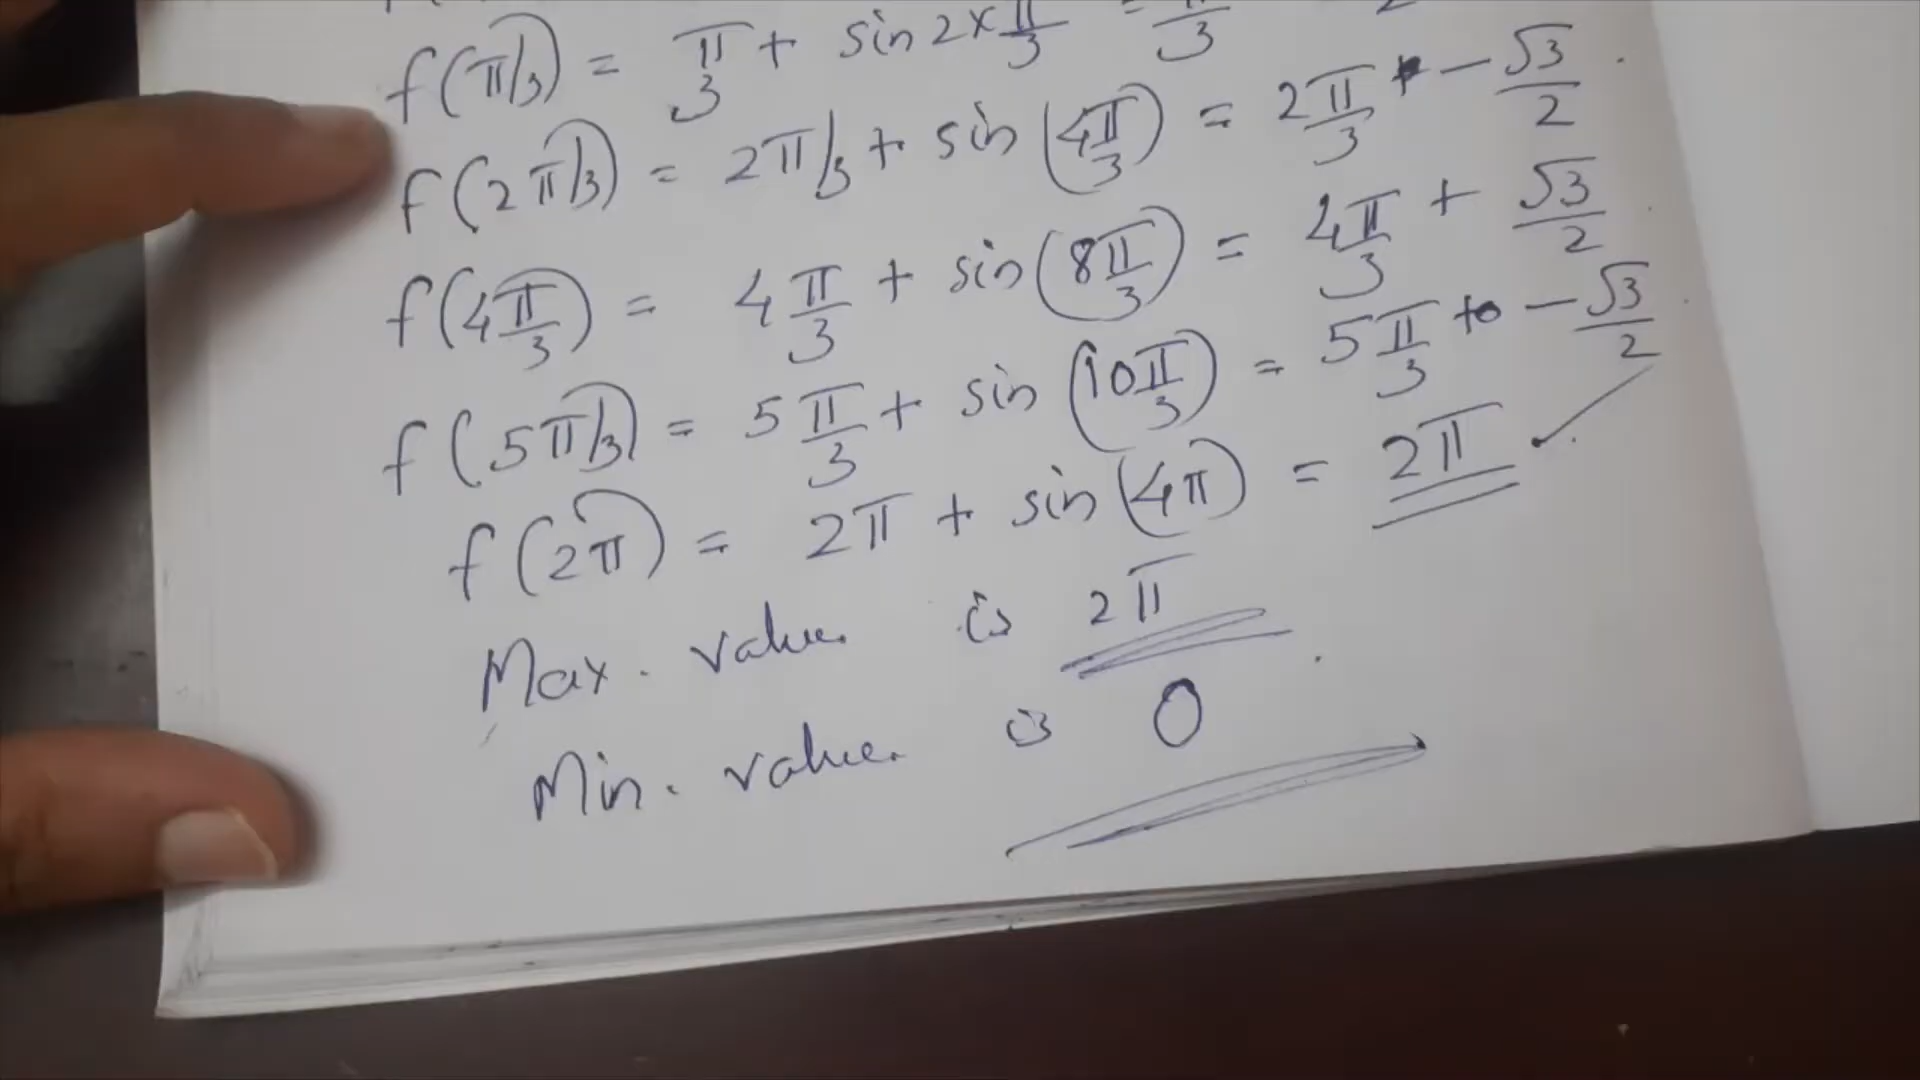 f(π/3) = π/3 + sin 2×π/3 = π/3
f(2π/3) = 2π/3 + sin(4π/3) = 2π/3 - √3/2
f(4π/3) = 4π/3 + sin(8π/3) = 4π/3 + √3/2
f(5π/3) = 5π/3 + sin(10π/3) = 5π/3 - √3/2
f(2π) = 2π + sin(4π) = 2π
Max. value is 2π
Min. value is 0